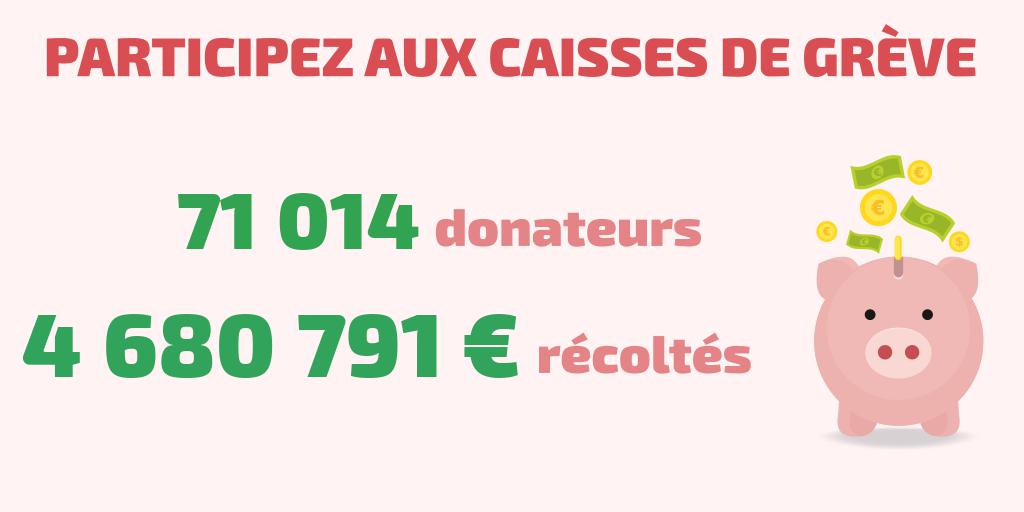 PARTICIPEZ AUX CAISSES DE GRÈVE
71 014 donateurs
4 680 791 € récoltés